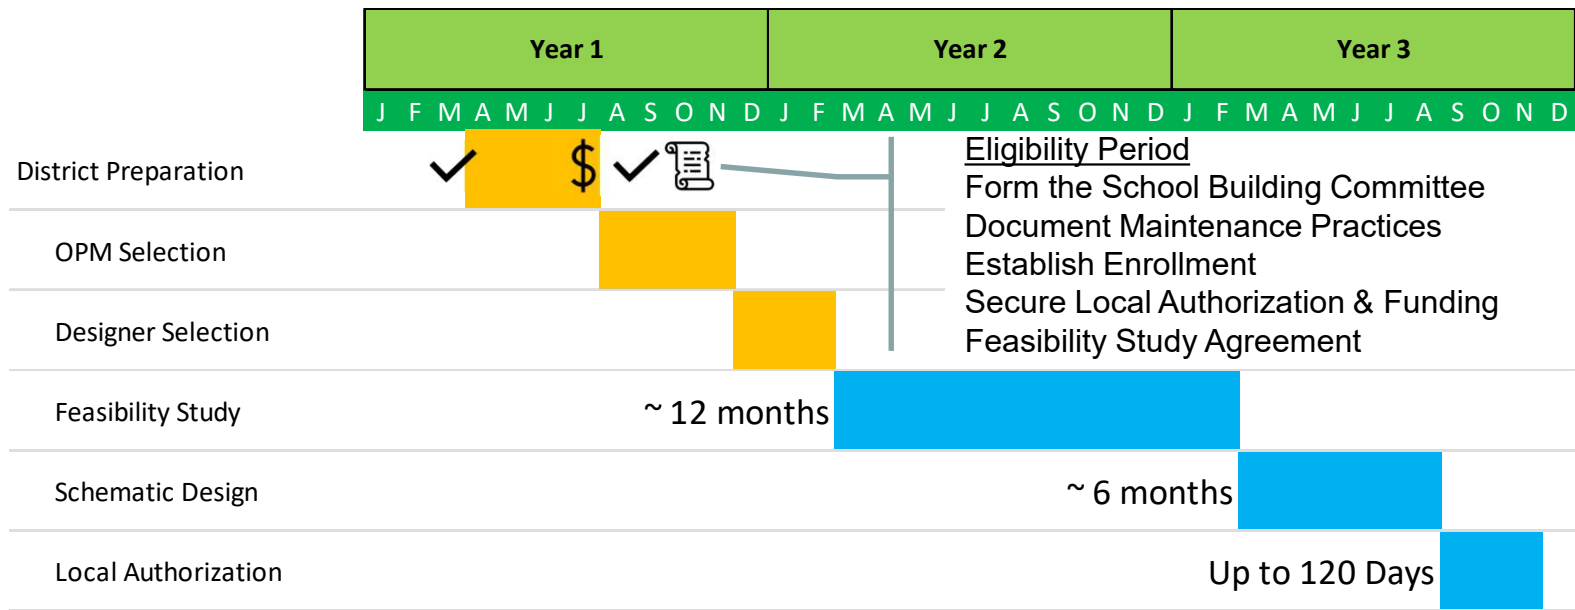 Year 1 Year 2 Year 3
J F M A M J J A S O N D J F M A M J J A S O N D J F M A M J J A S O N D
District Preparation $
Eligibility Period
Form the School Building Committee
Document Maintenance Practices
OPM Selection
Establish Enrollment
Secure Local Authorization & Funding
Designer Selection
Feasibility Study Agreement
Feasibility Study ~ 12 months
Schematic Design ~ 6 months
Local Authorization Up to 120 Days